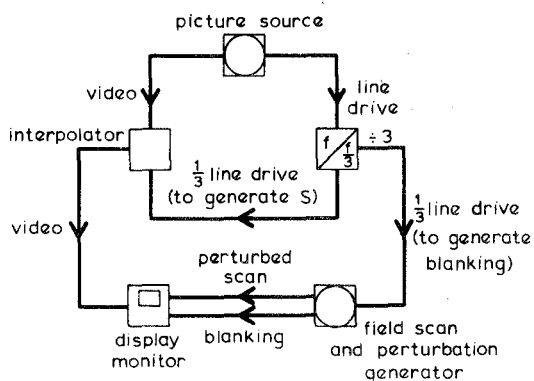 picture source
video
line
drive
interpolator
f
f/3
÷3
1/3 line drive
(to generate S)
1/3 line drive
(to generate
blanking)
video
perturbed
scan
blanking
display
monitor
field scan
and perturbation
generator